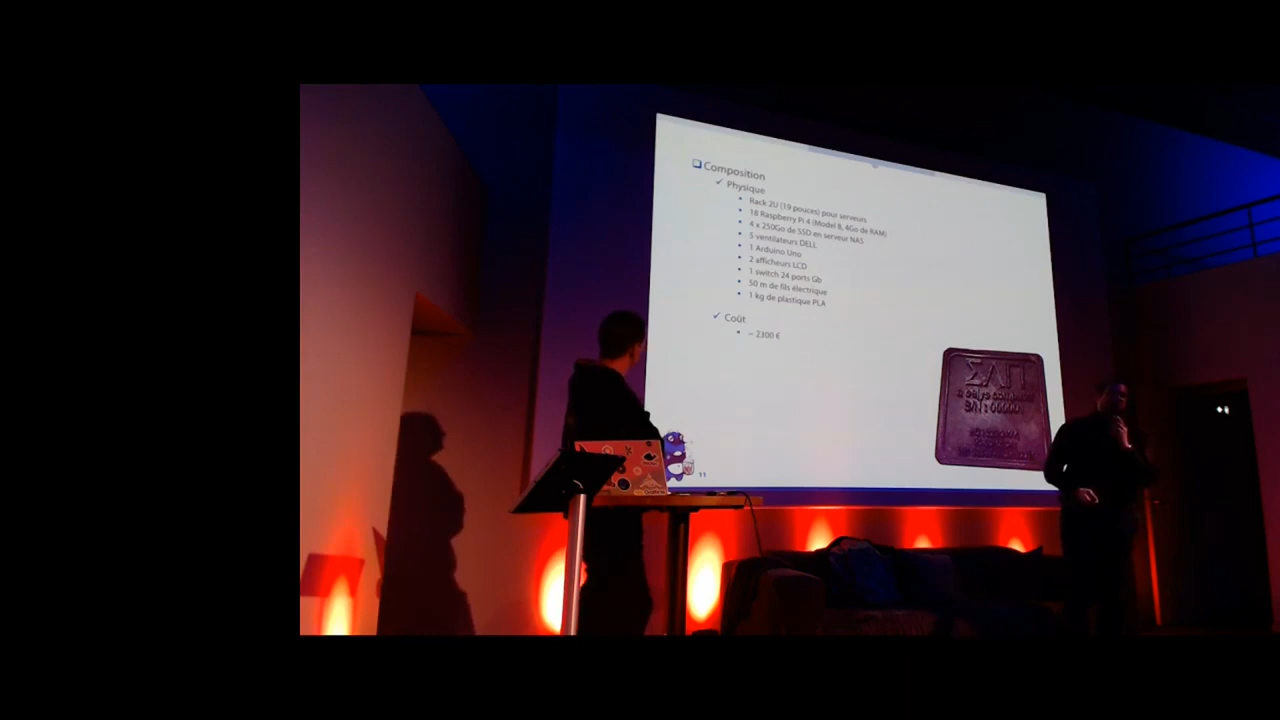 Composition
Physique
Rack 2U (19 pouces) pour serveurs
18 Raspberry Pi 4 (Model B, 4Go de RAM)
4 x 250Go de SSD en serveur NAS
5 ventilateurs DELL
1 Arduino Uno
2 afficheurs LCD
1 switch 24 ports Gb
50 m de fils électrique
1 kg de plastique PLA
Coût
~ 2300 €
ΣΛΠ
S/N : 000001
11